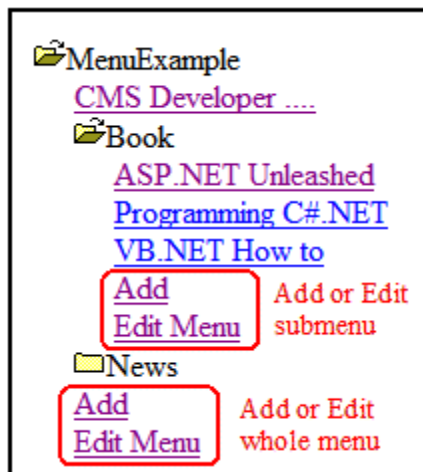 MenuExample
CMS Developer ....
Book
ASP.NET Unleashed
Programming C#.NET
VB.NET How to
Add
Edit Menu
Add or Edit
submenu
News
Add
Edit Menu
Add or Edit
whole menu